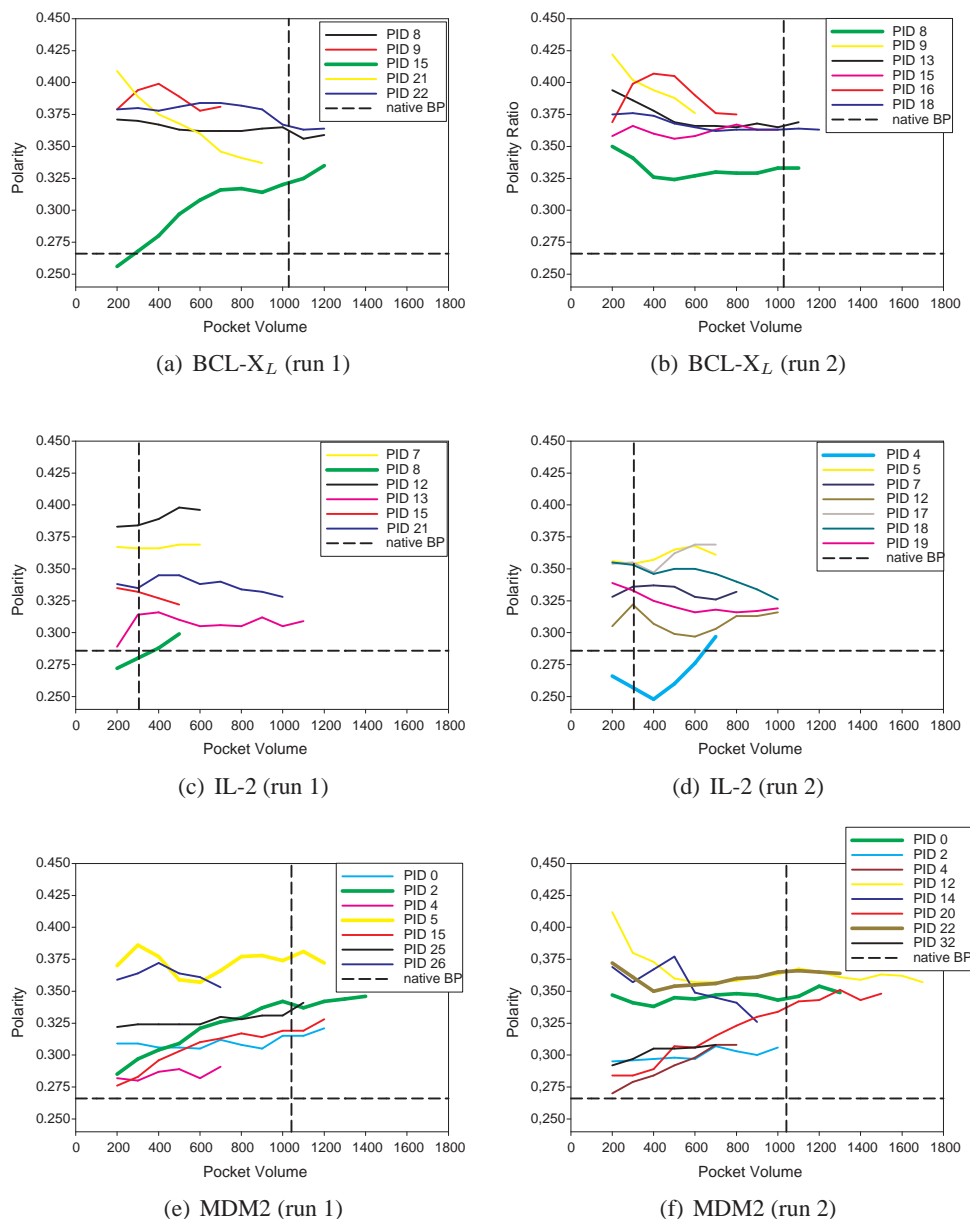 0.450
0.425
0.400
0.375
0.350
0.325
0.300
0.275
0.250
Polarity
0 200 400 600 800 1000 1200 1400 1600 1800
Pocket Volume
PID 8
PID 9
PID 15
PID 21
PID 22
native BP
(a) BCL-X_L (run 1)
0.450
0.425
0.400
0.375
0.350
0.325
0.300
0.275
0.250
Polarity Ratio
0 200 400 600 800 1000 1200 1400 1600 1800
Pocket Volume
PID 8
PID 9
PID 13
PID 15
PID 16
PID 18
native BP
(b) BCL-X_L (run 2)
0.450
0.425
0.400
0.375
0.350
0.325
0.300
0.275
0.250
Polarity
0 200 400 600 800 1000 1200 1400 1600 1800
Pocket Volume
PID 7
PID 8
PID 12
PID 13
PID 15
PID 21
native BP
(c) IL-2 (run 1)
0.450
0.425
0.400
0.375
0.350
0.325
0.300
0.275
0.250
Polarity
0 200 400 600 800 1000 1200 1400 1600 1800
Pocket Volume
PID 4
PID 5
PID 7
PID 12
PID 17
PID 18
PID 19
native BP
(d) IL-2 (run 2)
0.450
0.425
0.400
0.375
0.350
0.325
0.300
0.275
0.250
Polarity
0 200 400 600 800 1000 1200 1400 1600 1800
Pocket Volume
PID 0
PID 2
PID 4
PID 5
PID 15
PID 25
PID 26
native BP
(e) MDM2 (run 1)
0,450
0.425
0.400
0.375
0.350
0.325
0.300
0,275
0.250
Polarity
0 200 400 600 800 1000 1200 1400 1600 1800
Pocket Volume
PID 0
PID 2
PID 4
PID 12
PID 14
PID 20
PID 22
PID 32
native BP
(f) MDM2 (run 2)